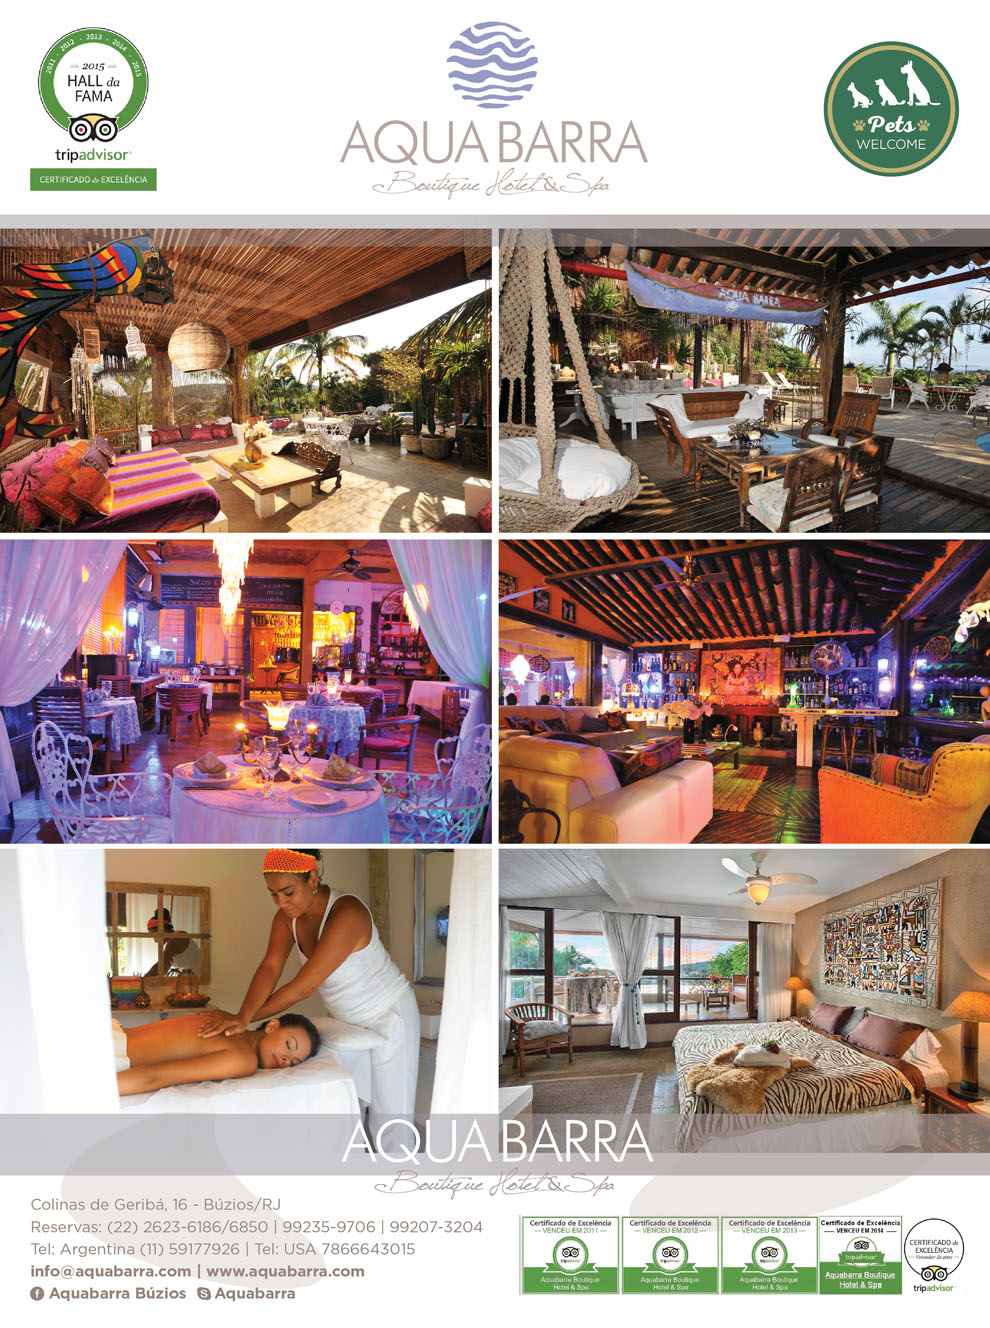 2011 • 2012 • 2013 • 2014 • 2015
2015
HALL da
FAMA
tripadvisor
CERTIFICADO de EXCELÊNCIA
AQUA BARRA
Boutique Hotel & Spa
Pets
WELCOME
AQUA BARRA
AQUA BARRA
Boutique Hotel & Spa
Colinas de Geribá, 16 - Búzios/RJ
Reservas: (22) 2623-6186/6850 | 99235-9706 | 99207-3204
Tel: Argentina (11) 59177926 | Tel: USA 7866643015
info@aquabarra.com | www.aquabarra.com
Aquabarra Búzios Aquabarra
Certificado de Excelência
VENCEU EM 2011
tripadvisor
Aquabarra Boutique
Hotel & Spa
Certificado de Excelência
VENCEU EM 2012
tripadvisor
Aquabarra Boutique
Hotel & Spa
Certificado de Excelência
VENCEU EM 2013
tripadvisor
Aquabarra Boutique
Hotel & Spa
Certificado de Excelência
VENCEU EM 2014
tripadvisor
Aquabarra Boutique
Hotel & Spa
CERTIFICADO de
EXCELÊNCIA
Vencedor de 2015
tripadvisor